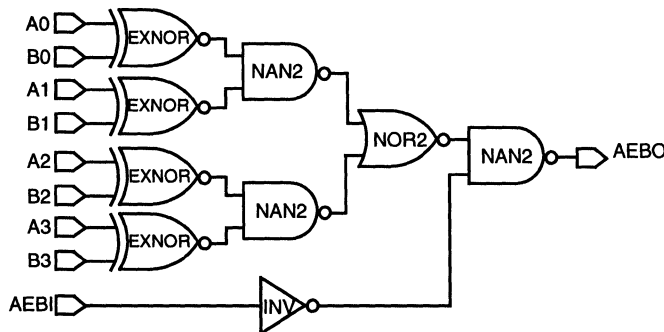 A0
EXNOR
B0
NAN2
A1
EXNOR
B1
NOR2
NAN2
AEBO
A2
EXNOR
B2
NAN2
A3
EXNOR
B3
AEBI
INV